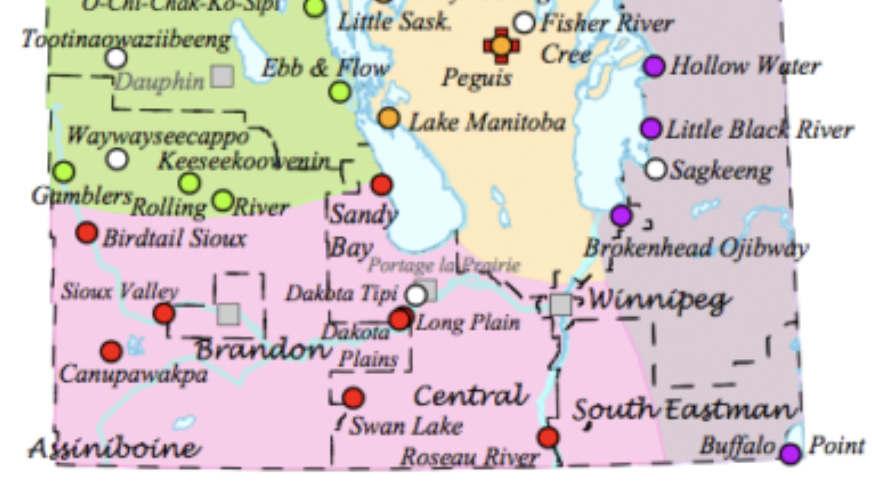 O-Chi-Chak-Ko-Sipi
Little Sask.
Fisher River
Cree
Tootinaowaziibeeng
Ebb & Flow
Dauphin
Peguis
Hollow Water
Lake Manitoba
Little Black River
Waywayseecappo
Keeseekoowenin
Sagkeeng
Gamblers
Rolling River
Sandy
Bay
Birdtail Sioux
Brokenhead Ojibway
Portage la Prairie
Sioux Valley
Dakota Tipi
Winnipeg
Dakota
Plains
Long Plain
Brandon
Canupawakpa
Central
South Eastman
Swan Lake
Assiniboine
Roseau River
Buffalo Point